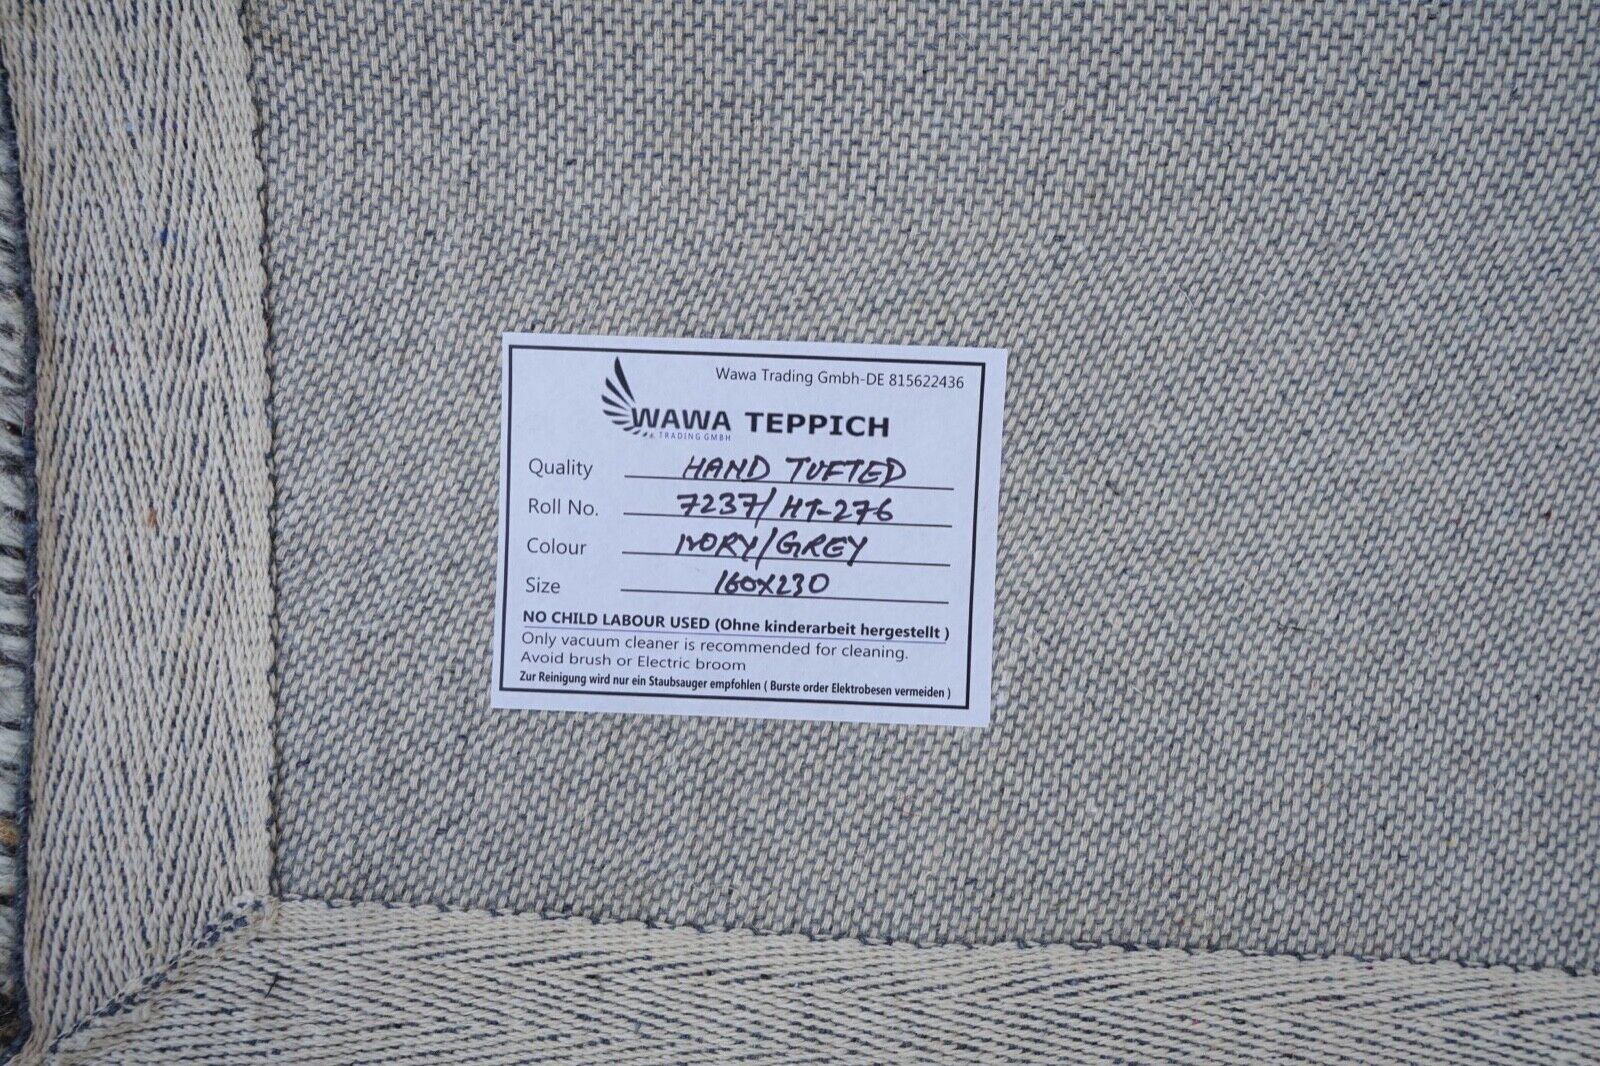 Wawa Trading Gmbh-DE 815622436
WAWA TEPPICH
& TRADING GMBH
Quality HAND TUFTED
Roll No. 7237/HT-276
Colour IVORY/GREY
Size 160X230
NO CHILD LABOUR USED (Ohne kinderarbeit hergestellt )
Only vacuum cleaner is recommended for cleaning.
Avoid brush or Electric broom
Zur Reinigung wird nur ein Staubsauger empfohlen ( Burste order Elektrobesen vermeiden )